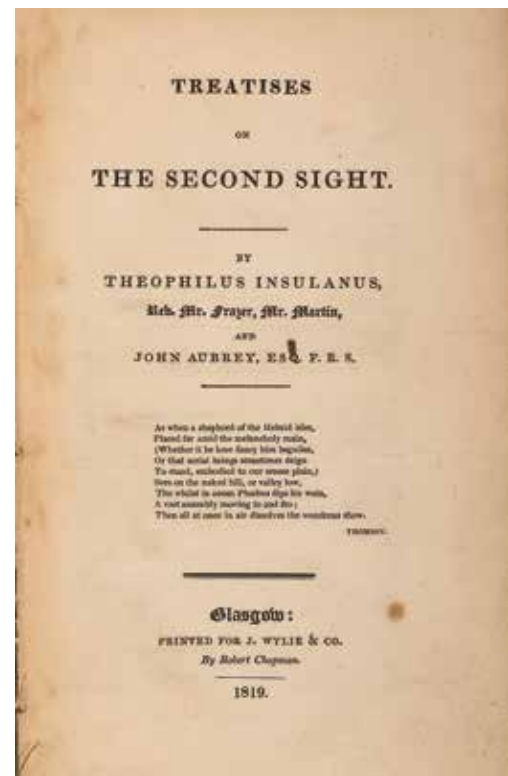 TREATISES
ON
THE SECOND SIGHT.
BY
THEOPHILUS INSULANUS,
Reb. Mr. Frazer, Mr. Martin,
AND
JOHN AUBREY, ESQ. F. R. S.
As when a shepherd of the Hebrid isles,
Placed far amid the melancholy main,
(Whether it be lone fancy him beguiles,
Or that aerial beings sometimes deign
To stand, embodied to our senses plain,)
Sees on the naked hill, or valley low,
The whilst in ocean Phœbus dips his wain,
A vast assembly moving to and fro;
Then all at once in air dissolves the wondrous show.
THOMSON.
Glasgow:
PRINTED FOR J. WYLIE & CO.
By Robert Chapman.
1819.